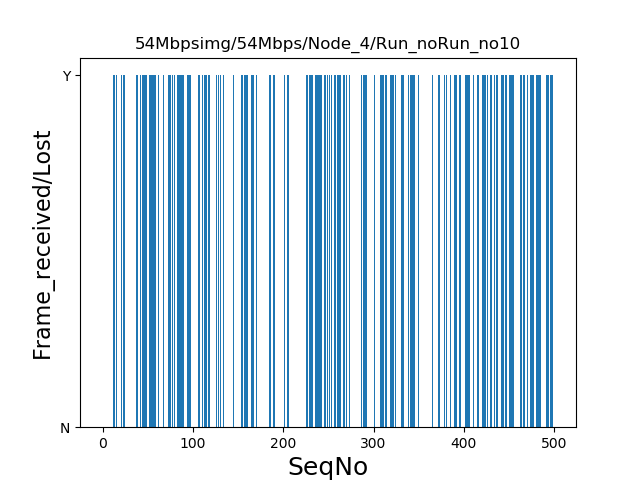 54Mbpsimg/54Mbps/Node_4/Run_noRun_no10
Y
Frame_received/Lost
N
0 100 200 300 400 500
SeqNo